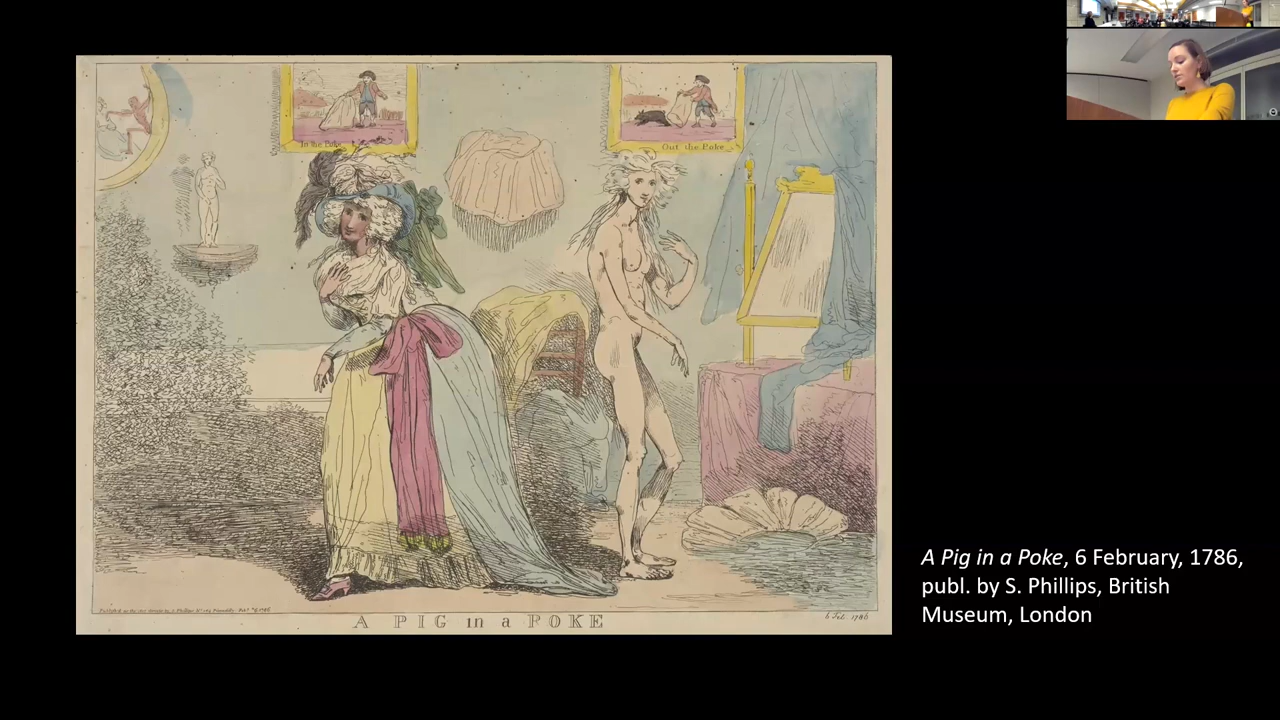 In the Poke
Out the Poke
A PIG in a POKE
6 Feb. 1786
A Pig in a Poke, 6 February, 1786,
publ. by S. Phillips, British
Museum, London